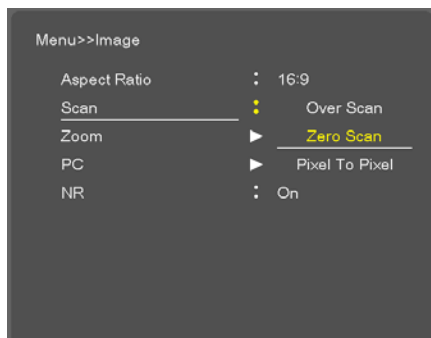 Menu>>Image
Aspect Ratio : 16:9
Scan : Over Scan
Zoom ▶ Zero Scan
PC ▶ Pixel To Pixel
NR : On